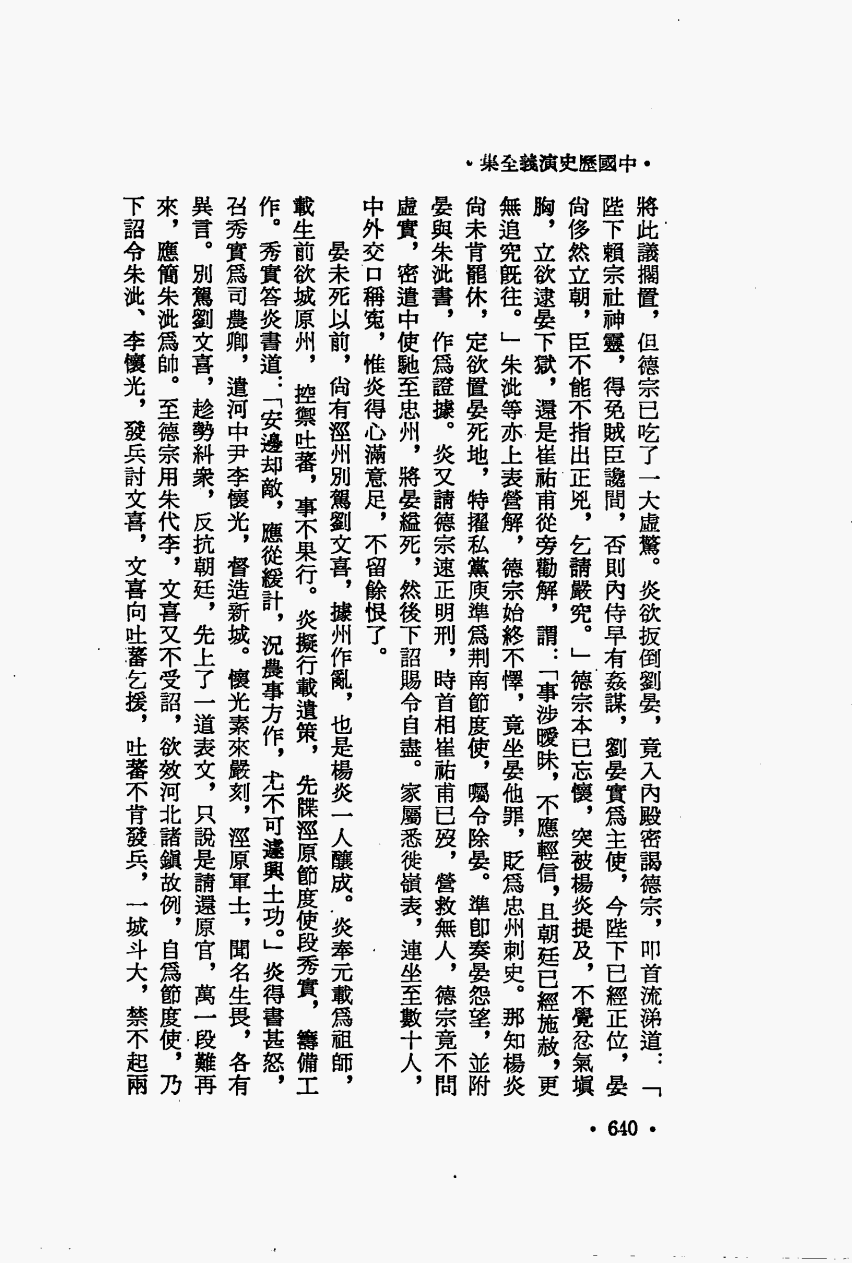 •中國歷史演義全集•
將此議擱置，但德宗已吃了一大虛驚。炎欲扳倒劉晏，竟入內殿密謁德宗，叩首流涕道：「
陛下賴宗社神靈，得免賊臣讒間，否則內侍早有姦謀，劉晏實爲主使，今陛下已經正位，晏
尙侈然立朝，臣不能不指出正兇，乞請嚴究。」德宗本已忘懷，突被楊炎提及，不覺忿氣塡
胸，立欲逮晏下獄，還是崔祐甫從旁勸解，謂：「事涉曖昧，不應輕信，且朝廷已經施赦，更
無追究旣往。」朱泚等亦上表營解，德宗始終不懌，竟坐晏他罪，貶爲忠州刺史。那知楊炎
尙未肯罷休，定欲置晏死地，特擢私黨庾準爲荆南節度使，囑令除晏。準卽奏晏怨望，並附
晏與朱泚書，作爲證據。炎又請德宗速正明刑，時首相崔祐甫已歿，營救無人，德宗竟不問
虛實，密遣中使馳至忠州，將晏縊死，然後下詔賜令自盡。家屬悉徙嶺表，連坐至數十人，
中外交口稱寃，惟炎得心滿意足，不留餘恨了。
晏未死以前，尙有涇州別駕劉文喜，據州作亂，也是楊炎一人釀成。炎奉元載爲祖師，
載生前欲城原州，控禦吐蕃，事不果行。炎擬行載遺策，先牒涇原節度使段秀實，籌備工
作。秀實答炎書道：「安邊却敵，應從緩計，況農事方作，尤不可遽興土功。」炎得書甚怒，
召秀實爲司農卿，遣河中尹李懷光，督造新城。懷光素來嚴刻，涇原軍士，聞名生畏，各有
異言。別駕劉文喜，趁勢糾衆，反抗朝廷，先上了一道表文，只說是請還原官，萬一段難再
來，應簡朱泚爲帥。至德宗用朱代李，文喜又不受詔，欲效河北諸鎭故例，自爲節度使，乃
下詔令朱泚、李懷光，發兵討文喜，文喜向吐蕃乞援，吐蕃不肯發兵，一城斗大，禁不起兩
• 640 •